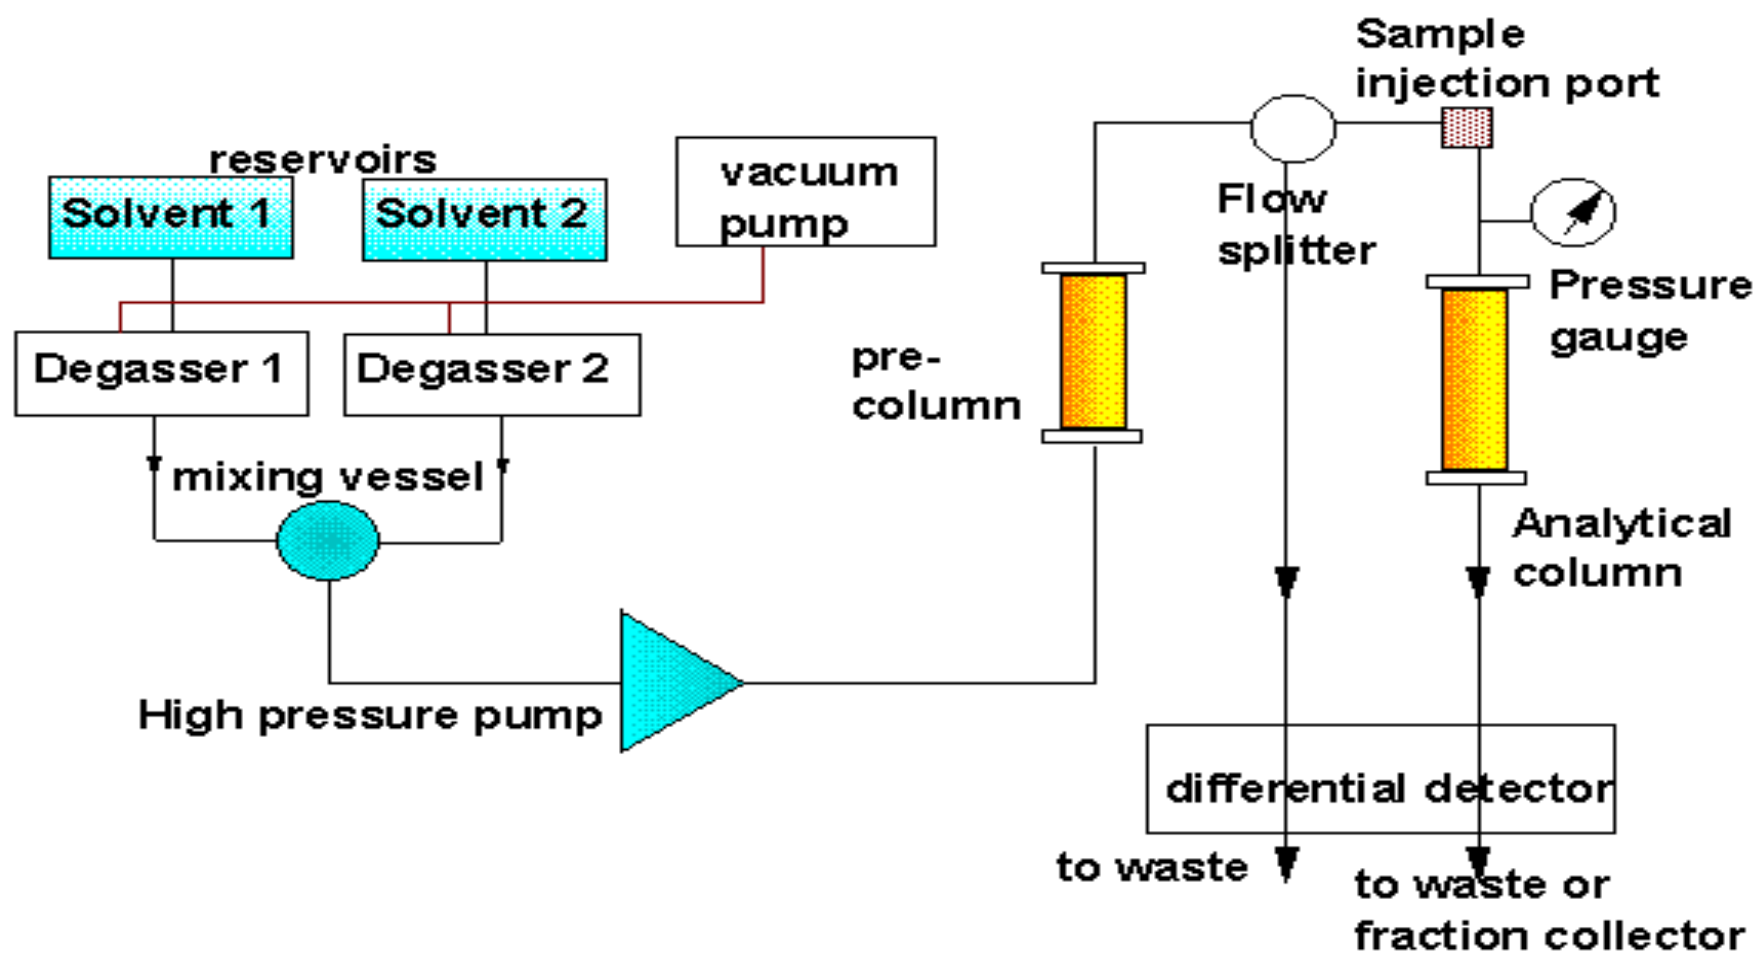 Sample
injection port
reservoirs
Solvent 1
Solvent 2
vacuum
pump
Flow
splitter
Degasser 1
Degasser 2
Pressure
gauge
pre-
column
mixing vessel
Analytical
column
High pressure pump
differential detector
to waste
to waste or
fraction collector